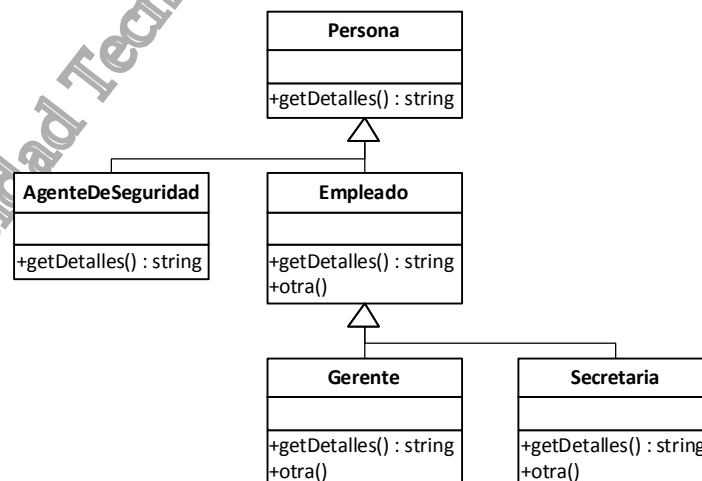 Persona
+getDetalles() : string
AgenteDeSeguridad
+getDetalles() : string
Empleado
+getDetalles() : string
+otra()
Gerente
+getDetalles() : string
+otra()
Secretaria
+getDetalles() : string
+otra()